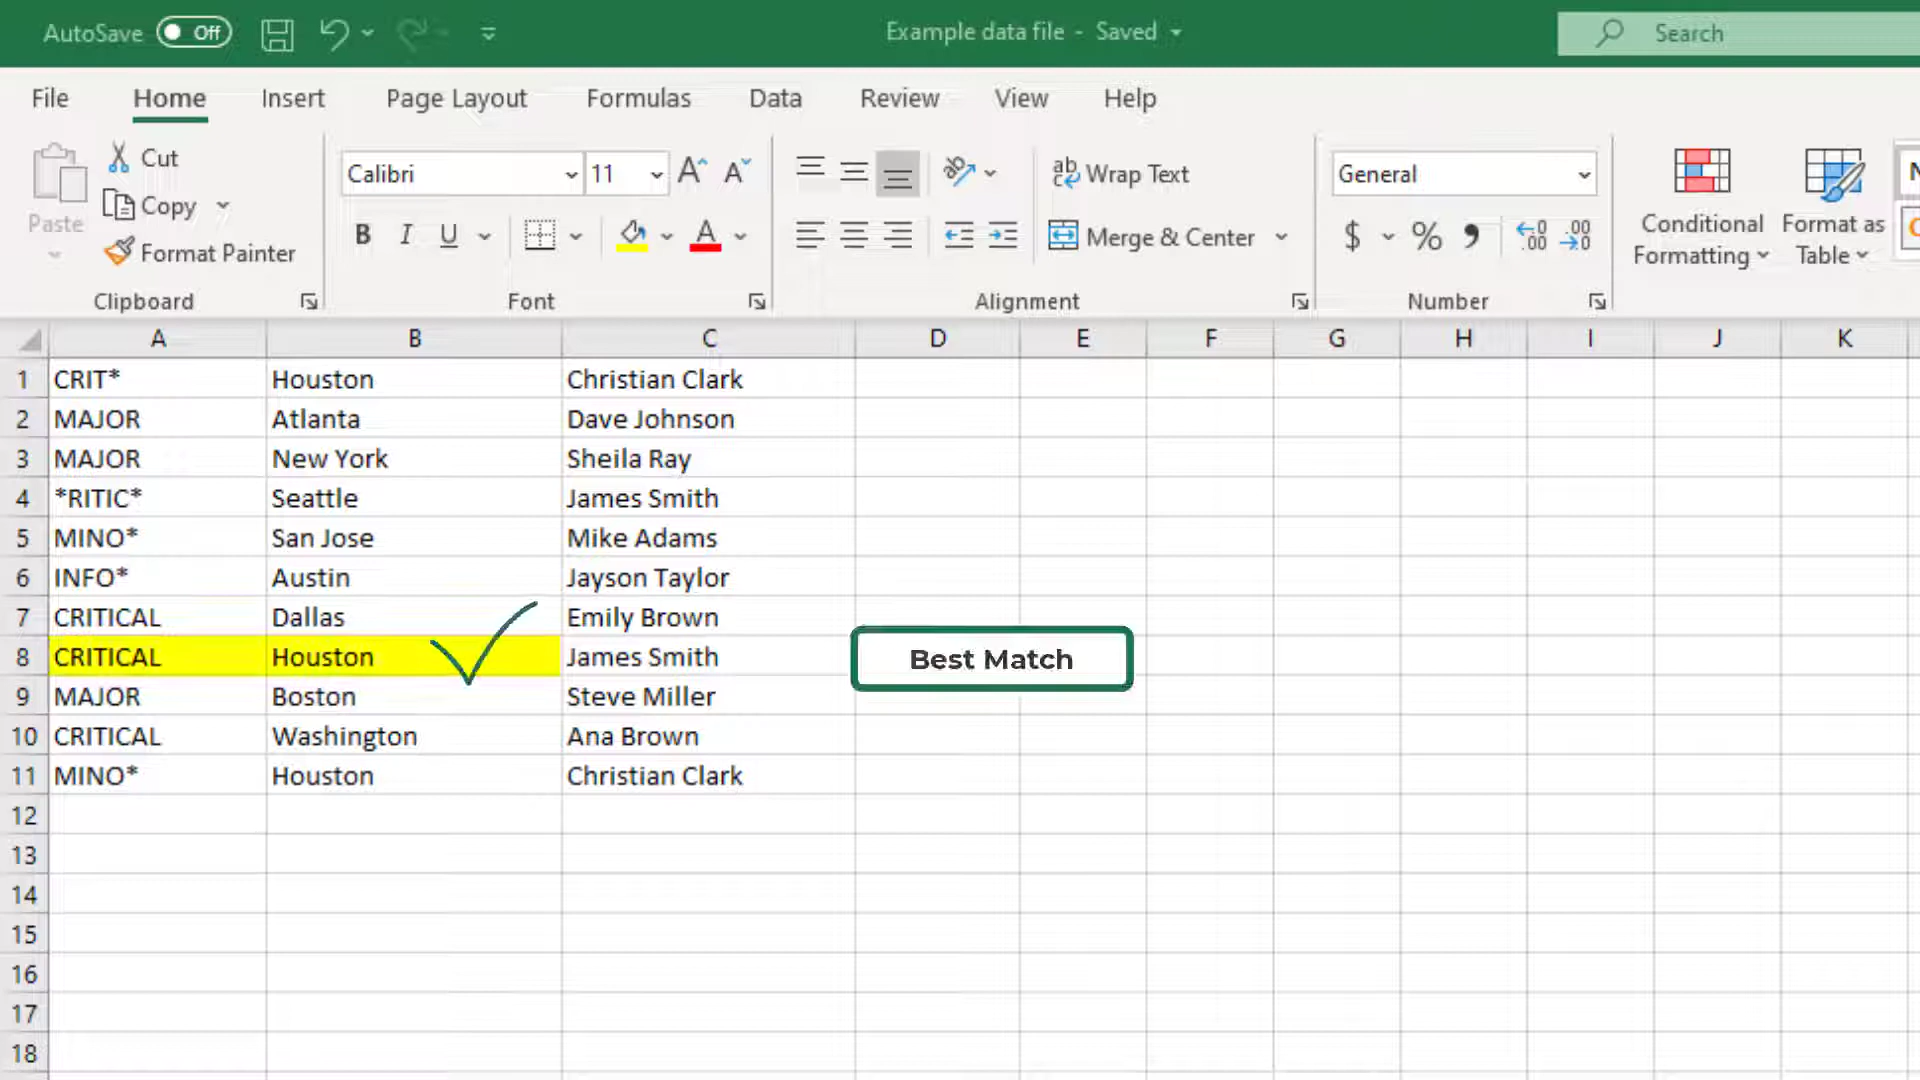 AutoSave Off Example data file - Saved Search
File Home Insert Page Layout Formulas Data Review View Help
Cut
Copy
Paste
Format Painter
Clipboard
Calibri 11
B I U
Font
ab Wrap Text
Merge & Center
Alignment
General
$ % , .00 .00
Number
Conditional Formatting
Format as Table
A B C D E F G H I J K
1 CRIT* Houston Christian Clark
2 MAJOR Atlanta Dave Johnson
3 MAJOR New York Sheila Ray
4 *RITIC* Seattle James Smith
5 MINO* San Jose Mike Adams
6 INFO* Austin Jayson Taylor
7 CRITICAL Dallas Emily Brown
8 CRITICAL Houston James Smith Best Match
9 MAJOR Boston Steve Miller
10 CRITICAL Washington Ana Brown
11 MINO* Houston Christian Clark
12
13
14
15
16
17
18